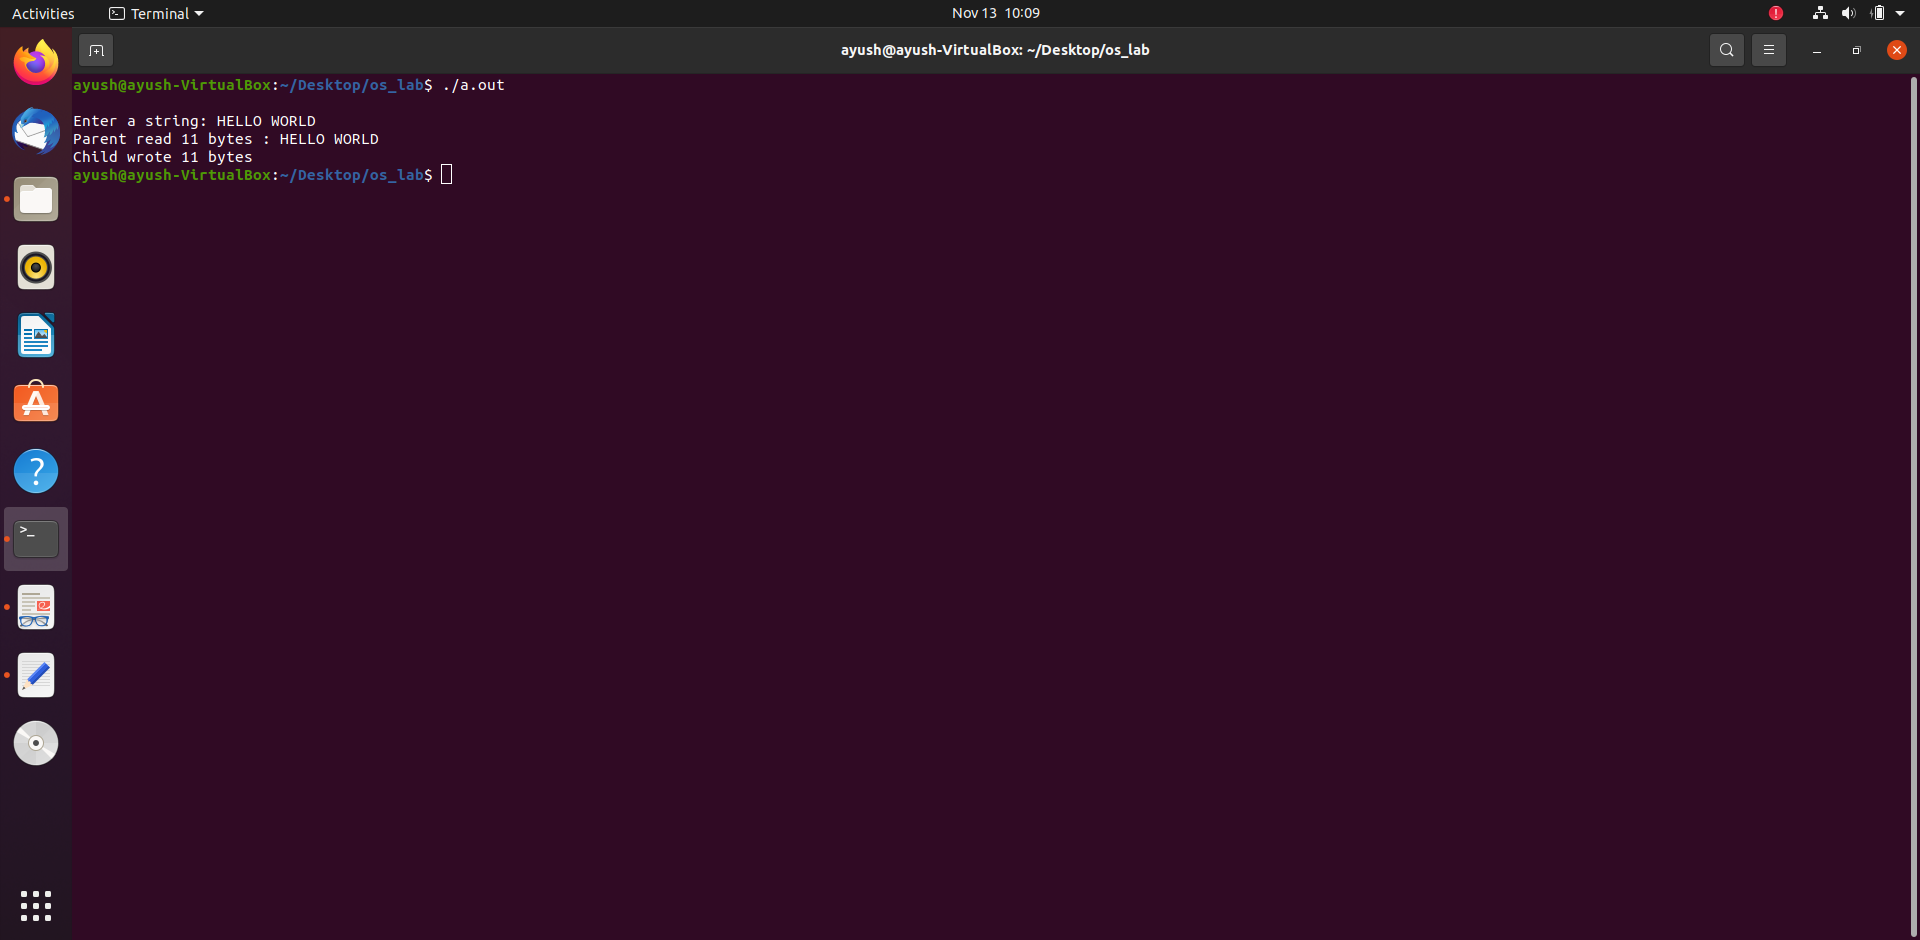 Activities Terminal Nov 13 10:09
ayush@ayush-VirtualBox: ~/Desktop/os_lab
ayush@ayush-VirtualBox:~/Desktop/os_lab$ ./a.out
Enter a string: HELLO WORLD
Parent read 11 bytes : HELLO WORLD
Child wrote 11 bytes
ayush@ayush-VirtualBox:~/Desktop/os_lab$